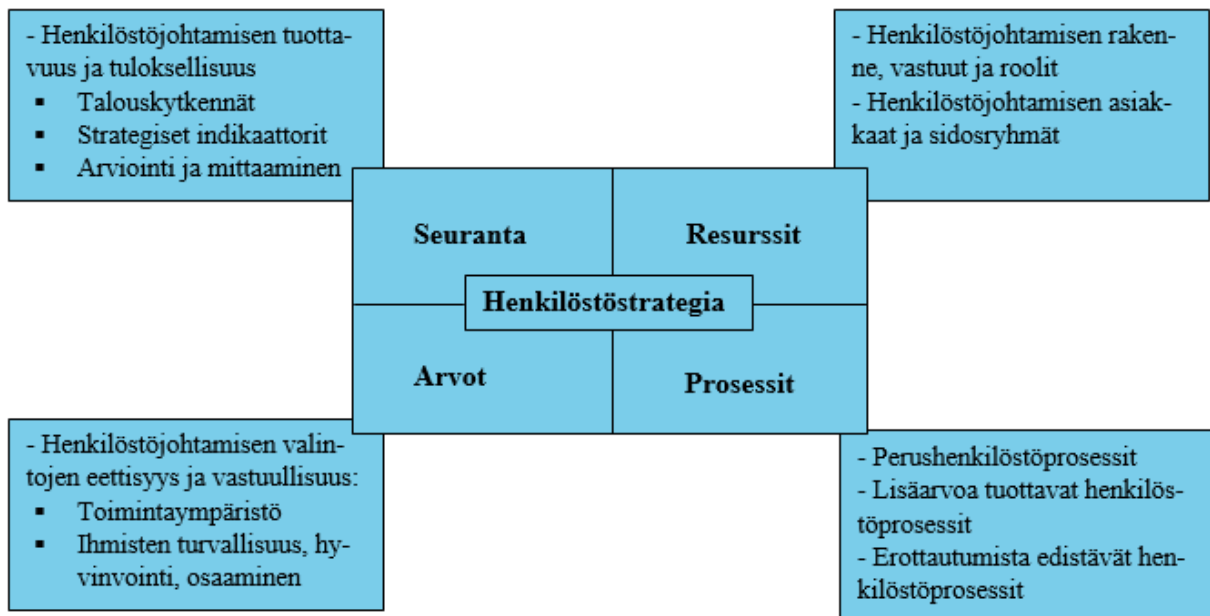 - Henkilöstöjohtamisen tuotta-
vuus ja tuloksellisuus
▪ Talouskytkennät
▪ Strategiset indikaattorit
▪ Arviointi ja mittaaminen
- Henkilöstöjohtamisen raken-
ne, vastuut ja roolit
- Henkilöstöjohtamisen asiak-
kaat ja sidosryhmät
Seuranta
Resurssit
Henkilöstöstrategia
Arvot
Prosessit
- Henkilöstöjohtamisen valin-
tojen eettisyys ja vastuullisuus:
▪ Toimintaympäristö
▪ Ihmisten turvallisuus, hy-
vinvointi, osaaminen
- Perushenkilöstöprosessit
- Lisäarvoa tuottavat henkilös-
töprosessit
- Erottautumista edistävät hen-
kilöstöprosessit